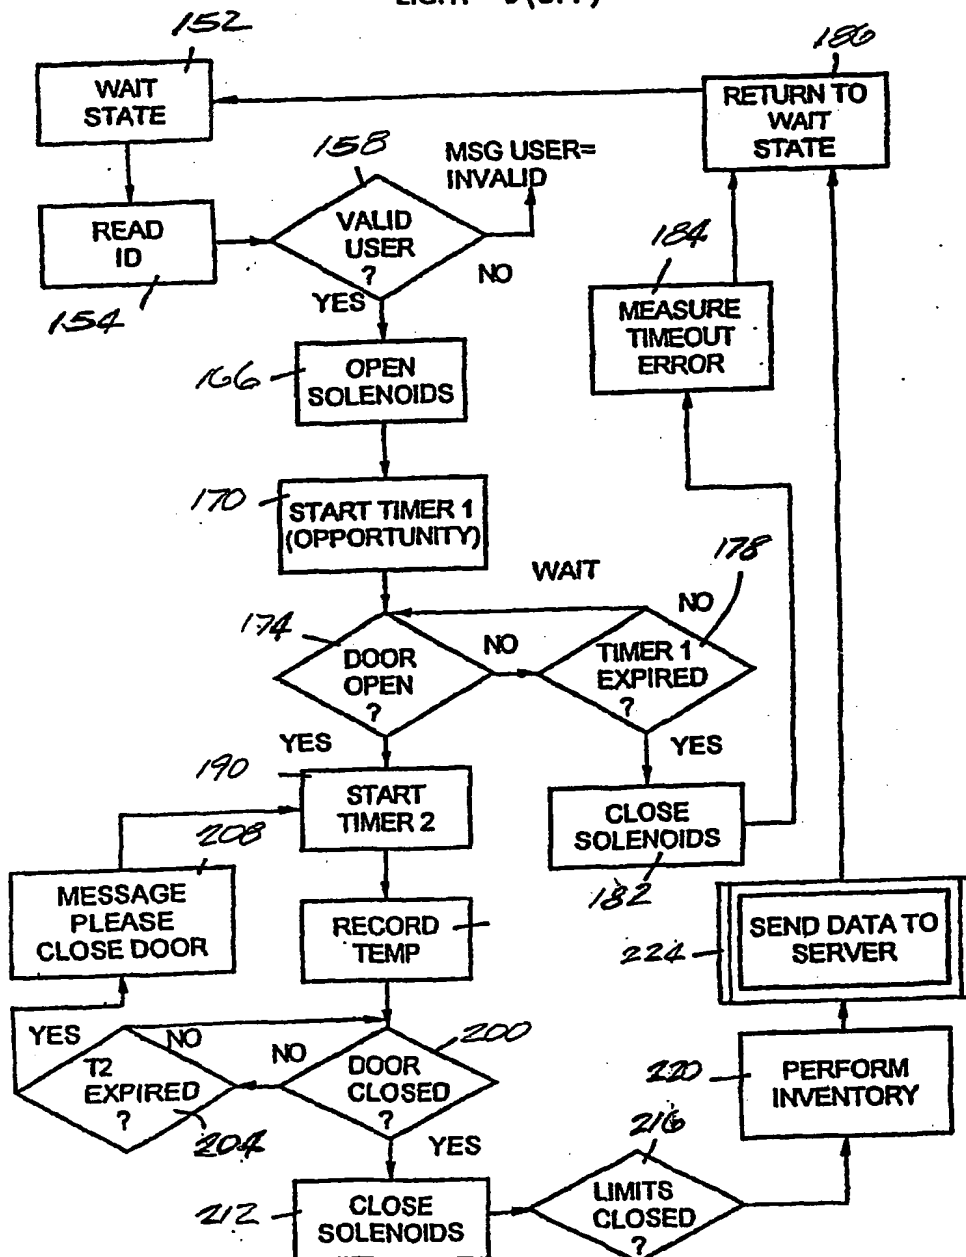 152
186
WAIT
STATE
RETURN TO
WAIT
STATE
158
MSG USER=
INVALID
READ
ID
VALID
USER
?
184
NO
YES
154
MEASURE
TIMEOUT
ERROR
166
OPEN
SOLENOIDS
170
START TIMER 1
(OPPORTUNITY)
178
WAIT
NO
174
DOOR
OPEN
?
NO
TIMER 1
EXPIRED
?
YES
YES
190
START
TIMER 2
CLOSE
SOLENOIDS
182
208
MESSAGE
PLEASE
CLOSE DOOR
RECORD
TEMP
SEND DATA TO
SERVER
224
YES
NO
T2
EXPIRED
?
204
NO
DOOR
CLOSED
?
200
YES
220
PERFORM
INVENTORY
216
212
CLOSE
SOLENOIDS
LIMITS
CLOSED
?